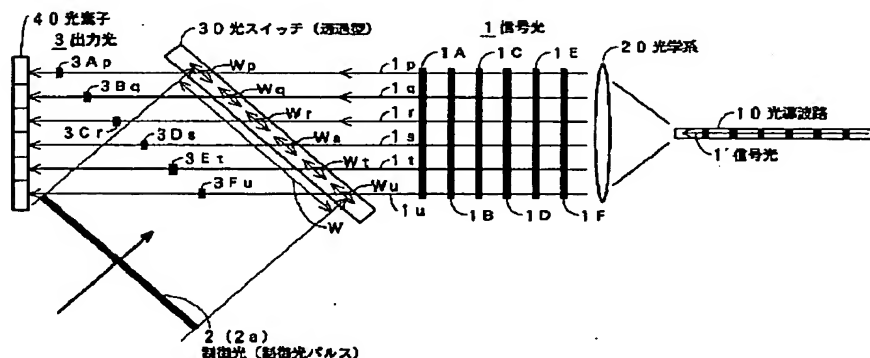 40光素子
3出力光
3Ap
3Bq
3Cr
3Ds
3Et
3Fu
30光スイッチ（透過型）
Wp
Wq
Wr
Wa
Wt
Wu
W
1信号光
1A
1C
1E
1p
1q
1r
1s
1t
1u
1B
1D
1F
20光学系
10光導波路
1'信号光
2（2a）
制御光（制御光パルス）